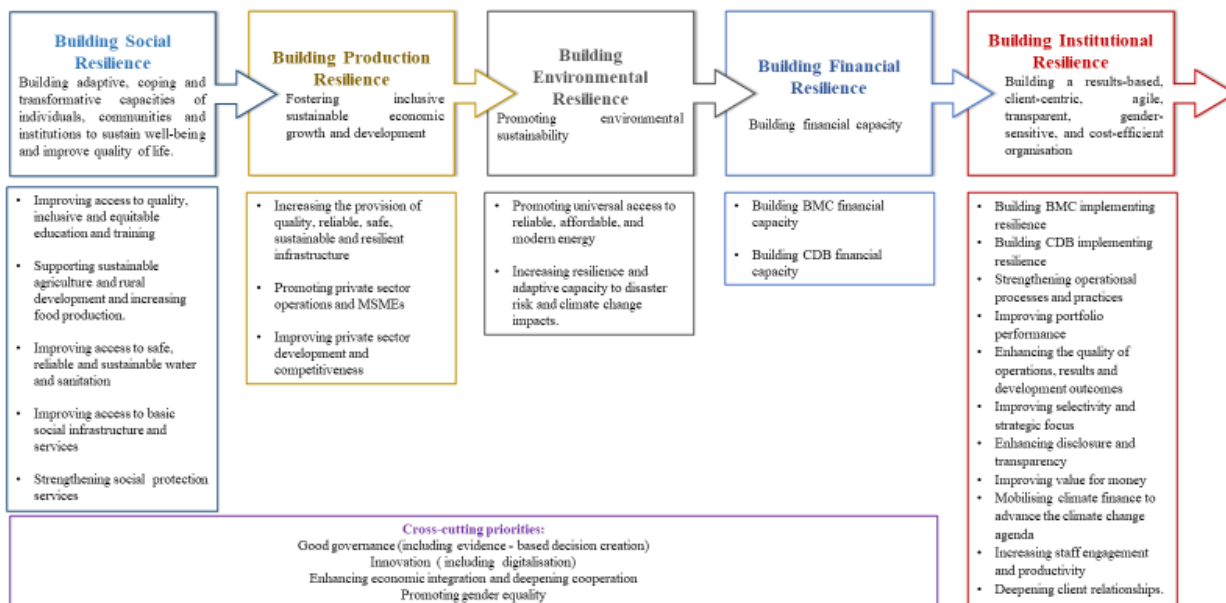 Building Social
Resilience
Building adaptive, coping and
transformative capacities of
individuals, communities and
institutions to sustain well-being
and improve quality of life.
Building Production
Resilience
Fostering inclusive
sustainable economic
growth and development
Building
Environmental
Resilience
Promoting environmental
sustainability
Building Financial
Resilience
Building financial capacity
Building Institutional
Resilience
Building a results-based,
client-centric, agile,
transparent, gender-
sensitive, and cost-efficient
organisation
• Improving access to quality,
inclusive and equitable
education and training
• Supporting sustainable
agriculture and rural
development and increasing
food production.
• Improving access to safe,
reliable and sustainable water
and sanitation
• Improving access to basic
social infrastructure and
services
• Strengthening social protection
services
• Increasing the provision of
quality, reliable, safe,
sustainable and resilient
infrastructure
• Promoting private sector
operations and MSMEs
• Improving private sector
development and
competitiveness
• Promoting universal access to
reliable, affordable, and
modern energy
• Increasing resilience and
adaptive capacity to disaster
risk and climate change
impacts.
• Building BMC financial
capacity
• Building CDB financial
capacity
• Building BMC implementing
resilience
• Building CDB implementing
resilience
• Strengthening operational
processes and practices
• Improving portfolio
performance
• Enhancing the quality of
operations, results and
development outcomes
• Improving selectivity and
strategic focus
• Enhancing disclosure and
transparency
• Improving value for money
• Mobilising climate finance to
advance the climate change
agenda
• Increasing staff engagement
and productivity
• Deepening client relationships.
Cross-cutting priorities:
Good governance (including evidence - based decision creation)
Innovation ( including digitalisation)
Enhancing economic integration and deepening cooperation
Promoting gender equality